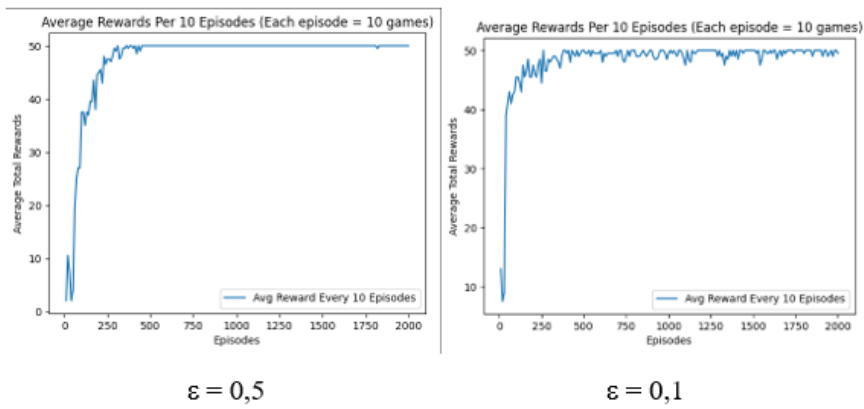 Average Rewards Per 10 Episodes (Each episode = 10 games)
50
40
30
20
10
0
Average Total Rewards
0 250 500 750 1000 1250 1500 1750 2000
Episodes
Avg Reward Every 10 Episodes
ε = 0,5
Average Rewards Per 10 Episodes (Each episode = 10 games)
50
40
30
20
10
Average Total Rewards
0 250 500 750 1000 1250 1500 1750 2000
Episodes
Avg Reward Every 10 Episodes
ε = 0,1